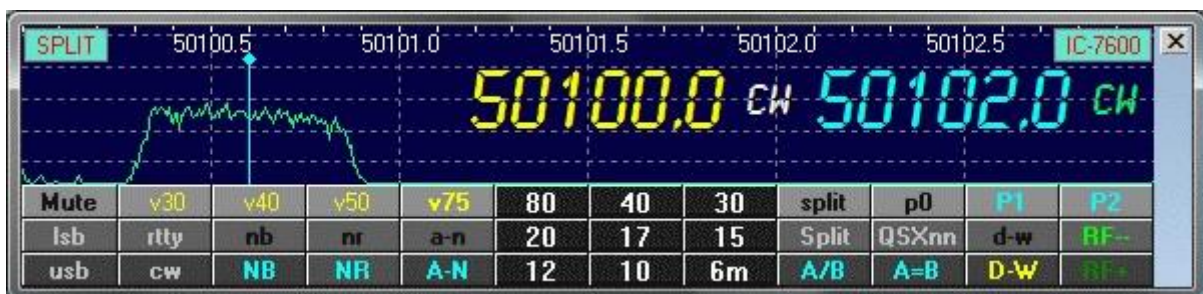 SPLIT 50100.5 50101.0 50101.5 50102.0 50102.5 IC-7600
50100,0 CW 50102,0 CW
Mute v30 v40 v50 v75 80 40 30 split p0 P1 P2
lsb rtty nb nr a-n 20 17 15 Split QSXnn d-w RF--
usb cw NB NR A-N 12 10 6m A/B A=B D-W RF+